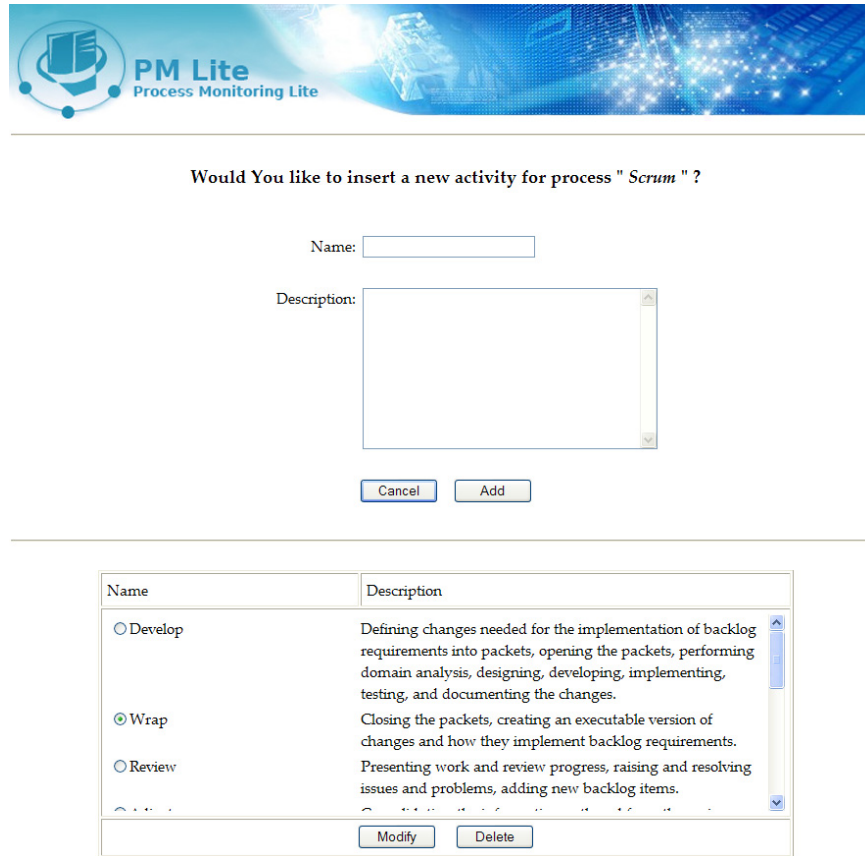 PM Lite
Process Monitoring Lite
Would You like to insert a new activity for process " Scrum " ?
Name:
Description:
Cancel Add
Name Description
Develop Defining changes needed for the implementation of backlog
requirements into packets, opening the packets, performing
domain analysis, designing, developing, implementing,
testing, and documenting the changes.
Wrap Closing the packets, creating an executable version of
changes and how they implement backlog requirements.
Review Presenting work and review progress, raising and resolving
issues and problems, adding new backlog items.
Modify Delete